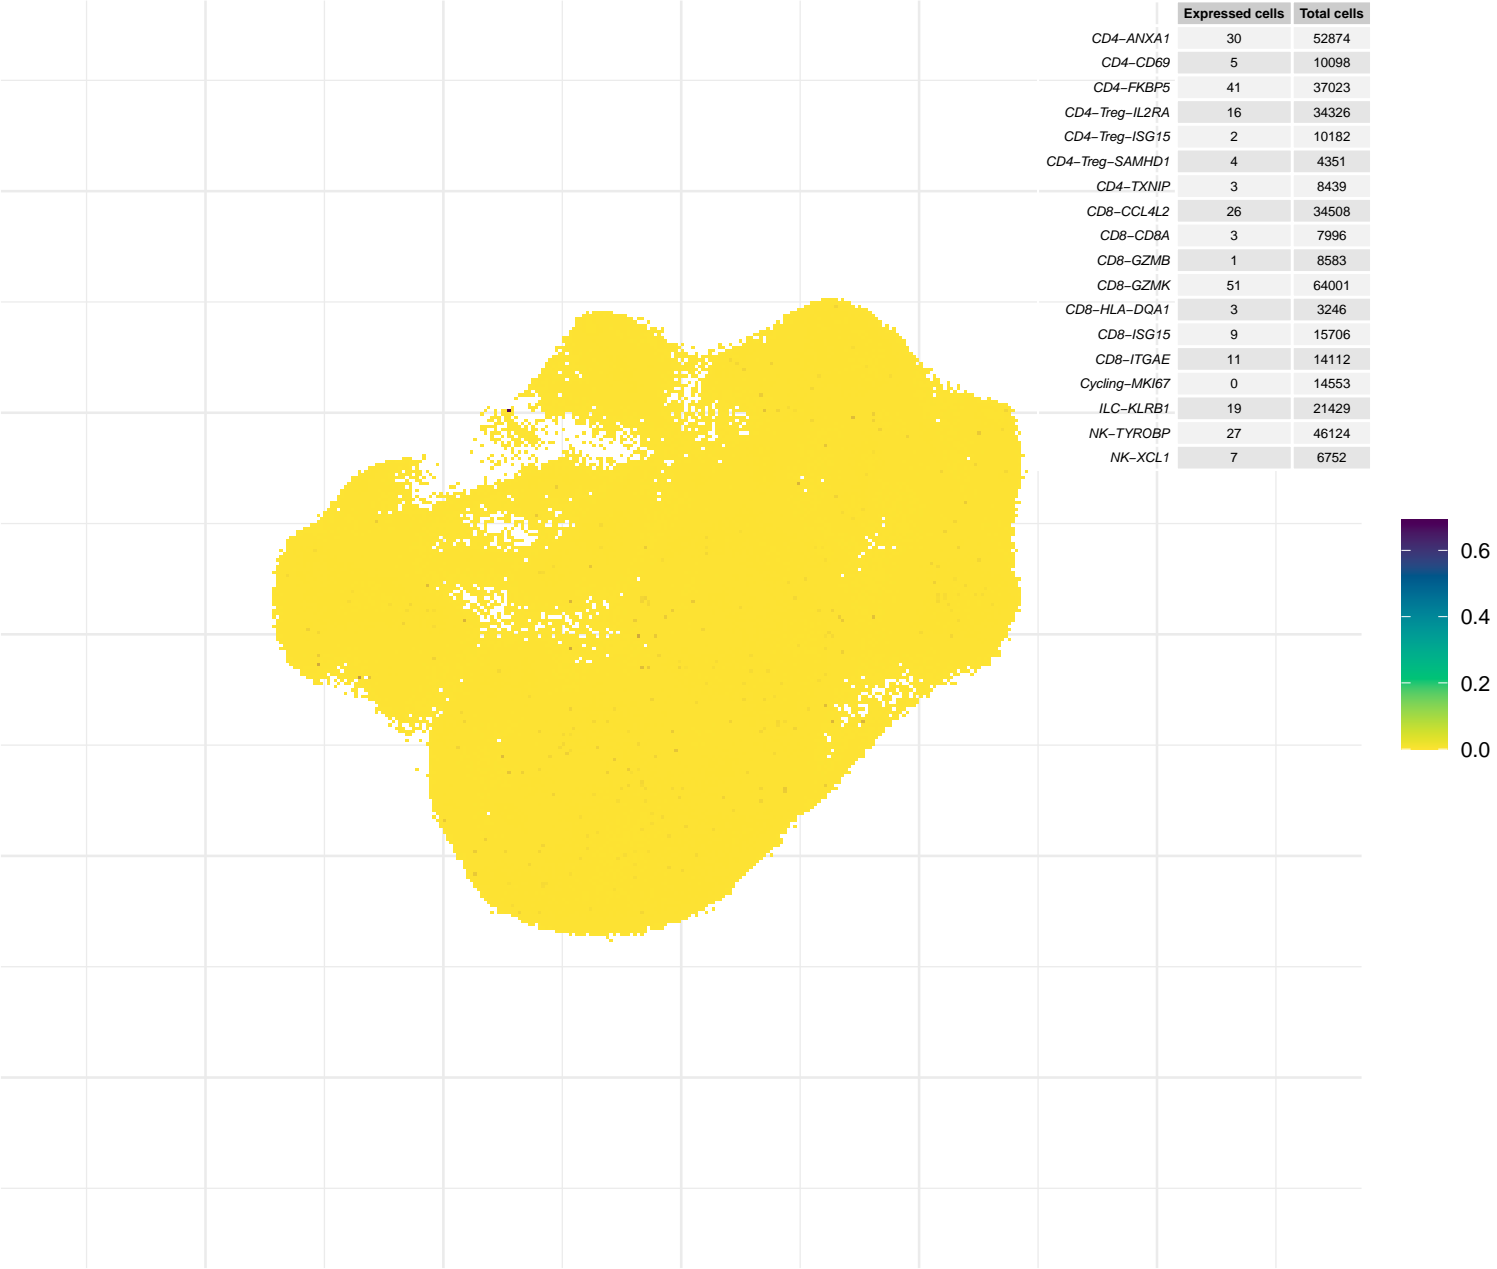 Expressed cells Total cells
CD4−ANXA1 30 52874
CD4−CD69 5 10098
CD4−FKBP5 41 37023
CD4−Treg−IL2RA 16 34326
CD4−Treg−ISG15 2 10182
CD4−Treg−SAMHD1 4 4351
CD4−TXNIP 3 8439
CD8−CCL4L2 26 34508
CD8−CD8A 3 7996
CD8−GZMB 1 8583
CD8−GZMK 51 64001
CD8−HLA−DQA1 3 3246
CD8−ISG15 9 15706
CD8−ITGAE 11 14112
Cycling−MKI67 0 14553
ILC−KLRB1 19 21429
NK−TYROBP 27 46124
NK−XCL1 7 6752
0.6
0.4
0.2
0.0